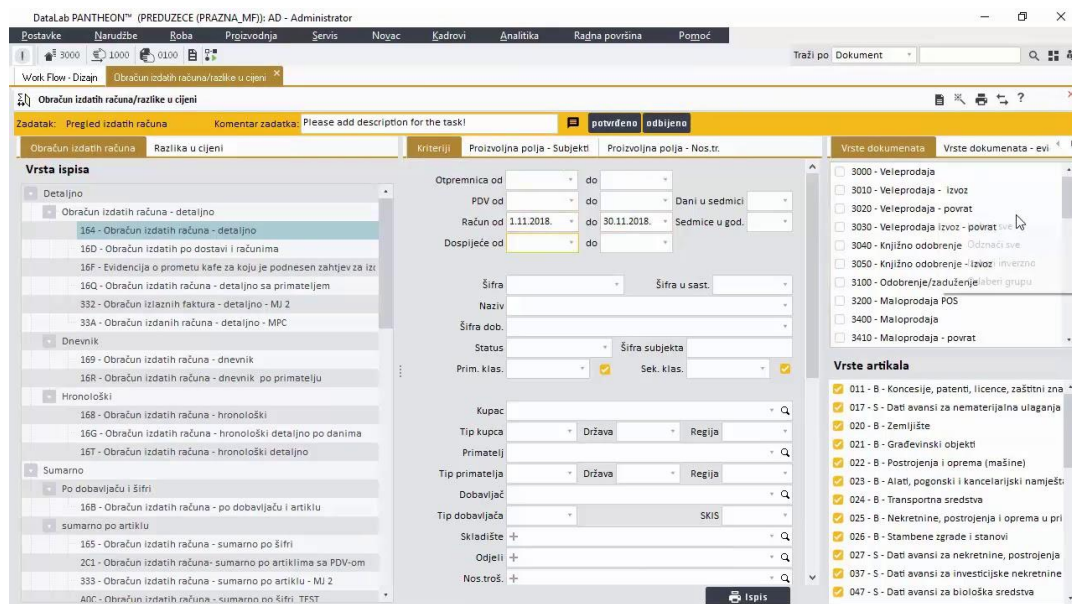 DataLab PANTHEON™ (PREDUZECE (PRAZNA_MF)): AD - Administrator
Postavke Narudžbe Roba Proizvodnja Servis Novac Kadrovi Analitika Radna površina Pomoć
3000 1000 0100 Traži po Dokument
Work Flow - Dizajn Obračun izdatih računa/razlike u cijeni
Obračun izdatih računa/razlike u cijeni
Zadatak: Pregled izdatih računa Komentar zadatka: Please add description for the task! potvrđeno odbijeno
Obračun izdatih računa Razlika u cijeni
Vrsta ispisa
Detaljno
Obračun izdatih računa - detaljno
164 - Obračun izdatih računa - detaljno
16D - Obračun izdatih po dostavi i računima
16F - Evidencija o prometu kafe za koju je podnesen zahtjev za izd
16Q - Obračun izdatih računa - detaljno sa primateljem
332 - Obračun izlaznih faktura - detaljno - MJ 2
33A - Obračun izdanih računa - detaljno - MPC
Dnevnik
169 - Obračun izdatih računa - dnevnik
16R - Obračun izdatih računa - dnevnik po primatelju
Hronološki
168 - Obračun izdatih računa - hronološki
16G - Obračun izdatih računa - hronološki detaljno po danima
16T - Obračun izdatih računa - hronološki detaljno
Sumarno
Po dobavljaču i šifri
16B - Obračun izdatih računa - po dobavljaču i artiklu
sumarno po artiklu
165 - Obračun izdatih računa - sumarno po šifri
2C1 - Obračun izdatih računa- sumarno po artiklima sa PDV-om
333 - Obračun izdatih računa - sumarno po artiklu - MJ 2
A0C - Obračun izdatih računa - sumarno po šifri TEST
Kriteriji Proizvoljna polja - Subjekti Proizvoljna polja - Nos.tr.
Otpremnica od do
PDV od do Dani u sedmici
Račun od 1.11.2018. do 30.11.2018. Sedmice u god.
Dospijeće od do
Šifra Šifra u sast.
Naziv
Šifra dob.
Status Šifra subjekta
Prim. klas. Sek. klas.
Kupac
Tip kupca Država Regija
Primatelj
Tip primatelja Država Regija
Dobavljač
Tip dobavljača SKIS
Skladište
Odjeli
Nos.troš.
Ispis
Vrste dokumenata Vrste dokumenata - evi
3000 - Veleprodaja
3010 - Veleprodaja - izvoz
3020 - Veleprodaja - povrat
3030 - Veleprodaja izvoz - povrat sve
3040 - Knjižno odobrenje Odznači sve
3050 - Knjižno odobrenje - izvoz inverzno
3100 - Odobrenje/zaduženje grupu
3200 - Maloprodaja POS
3400 - Maloprodaja
3410 - Maloprodaja - povrat
Vrste artikala
011 - B - Koncesije, patenti, licence, zaštitni zna
017 - S - Dati avansi za nematerijalna ulaganja
020 - B - Zemljište
021 - B - Građevinski objekti
022 - B - Postrojenja i oprema (mašine)
023 - B - Alati, pogonski i kancelarijski namješt
024 - B - Transportna sredstva
025 - B - Nekretnine, postrojenja i oprema u pri
026 - B - Stambene zgrade i stanovi
027 - S - Dati avansi za nekretnine, postrojenja
037 - S - Dati avansi za investicijske nekretnine
047 - S - Dati avansi za biološka sredstva